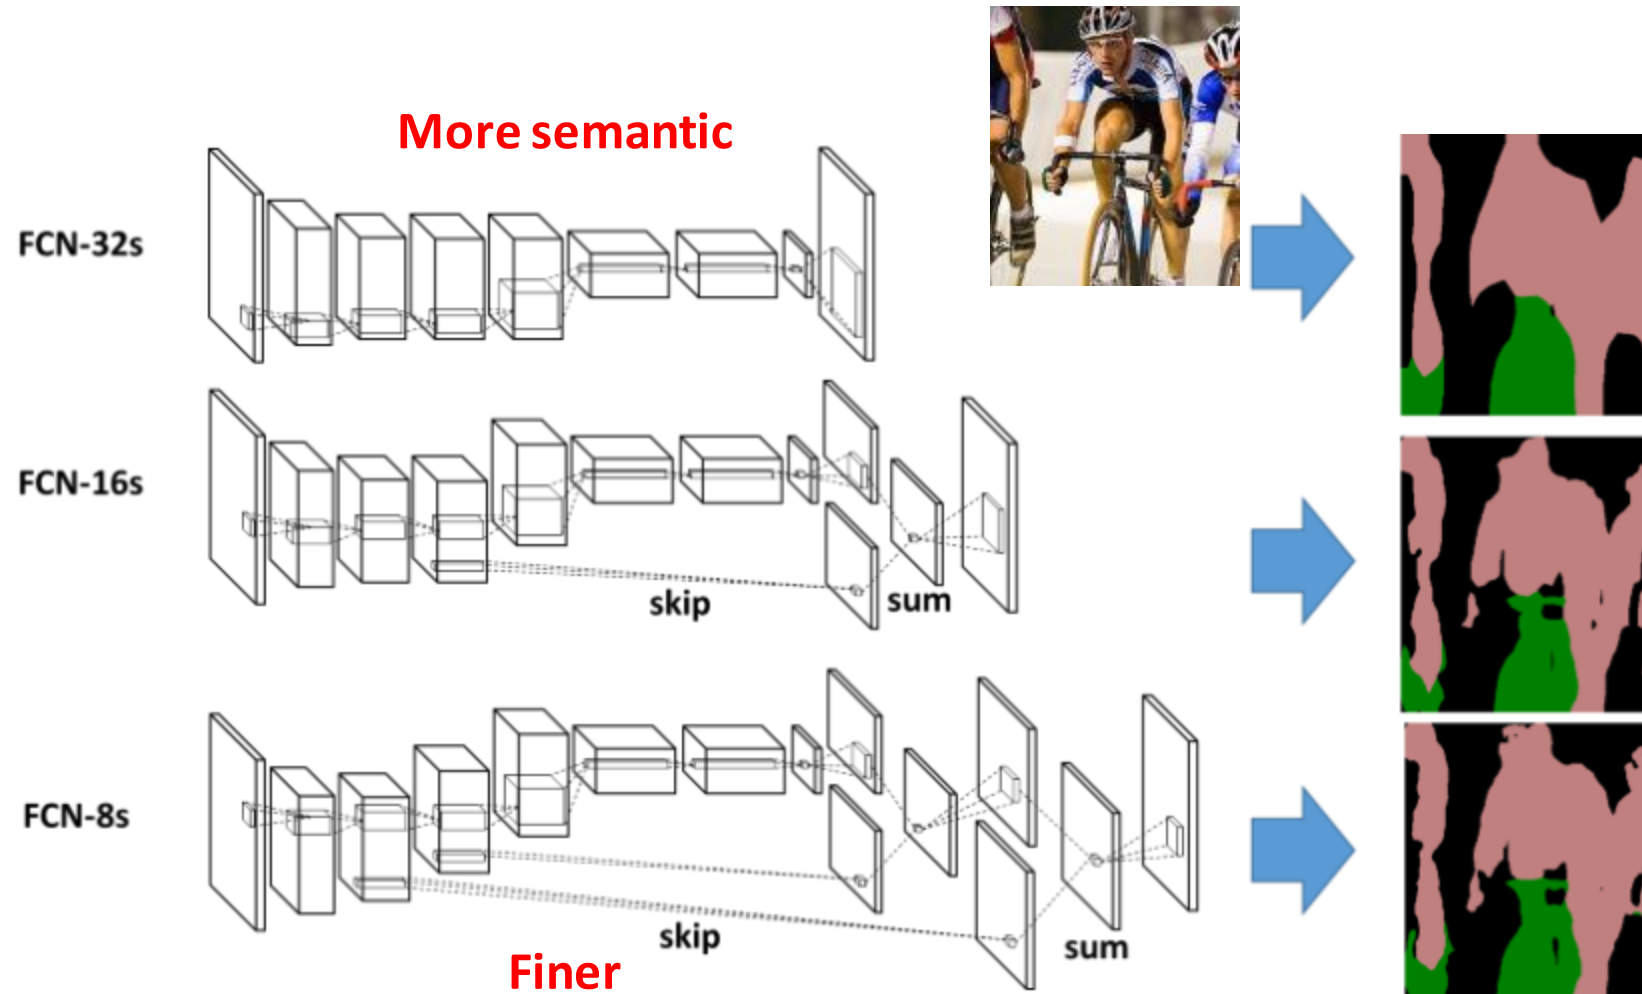 More semantic
FCN-32s
FCN-16s
skip
sum
FCN-8s
skip
sum
Finer